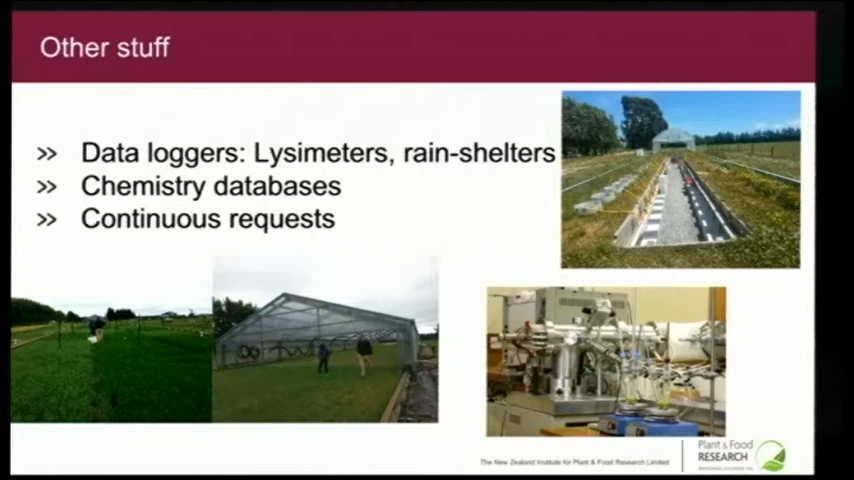 Other stuff
>> Data loggers: Lysimeters, rain-shelters
>> Chemistry databases
>> Continuous requests
The New Zealand Institute for Plant & Food Research Limited
Plant & Food
RESEARCH